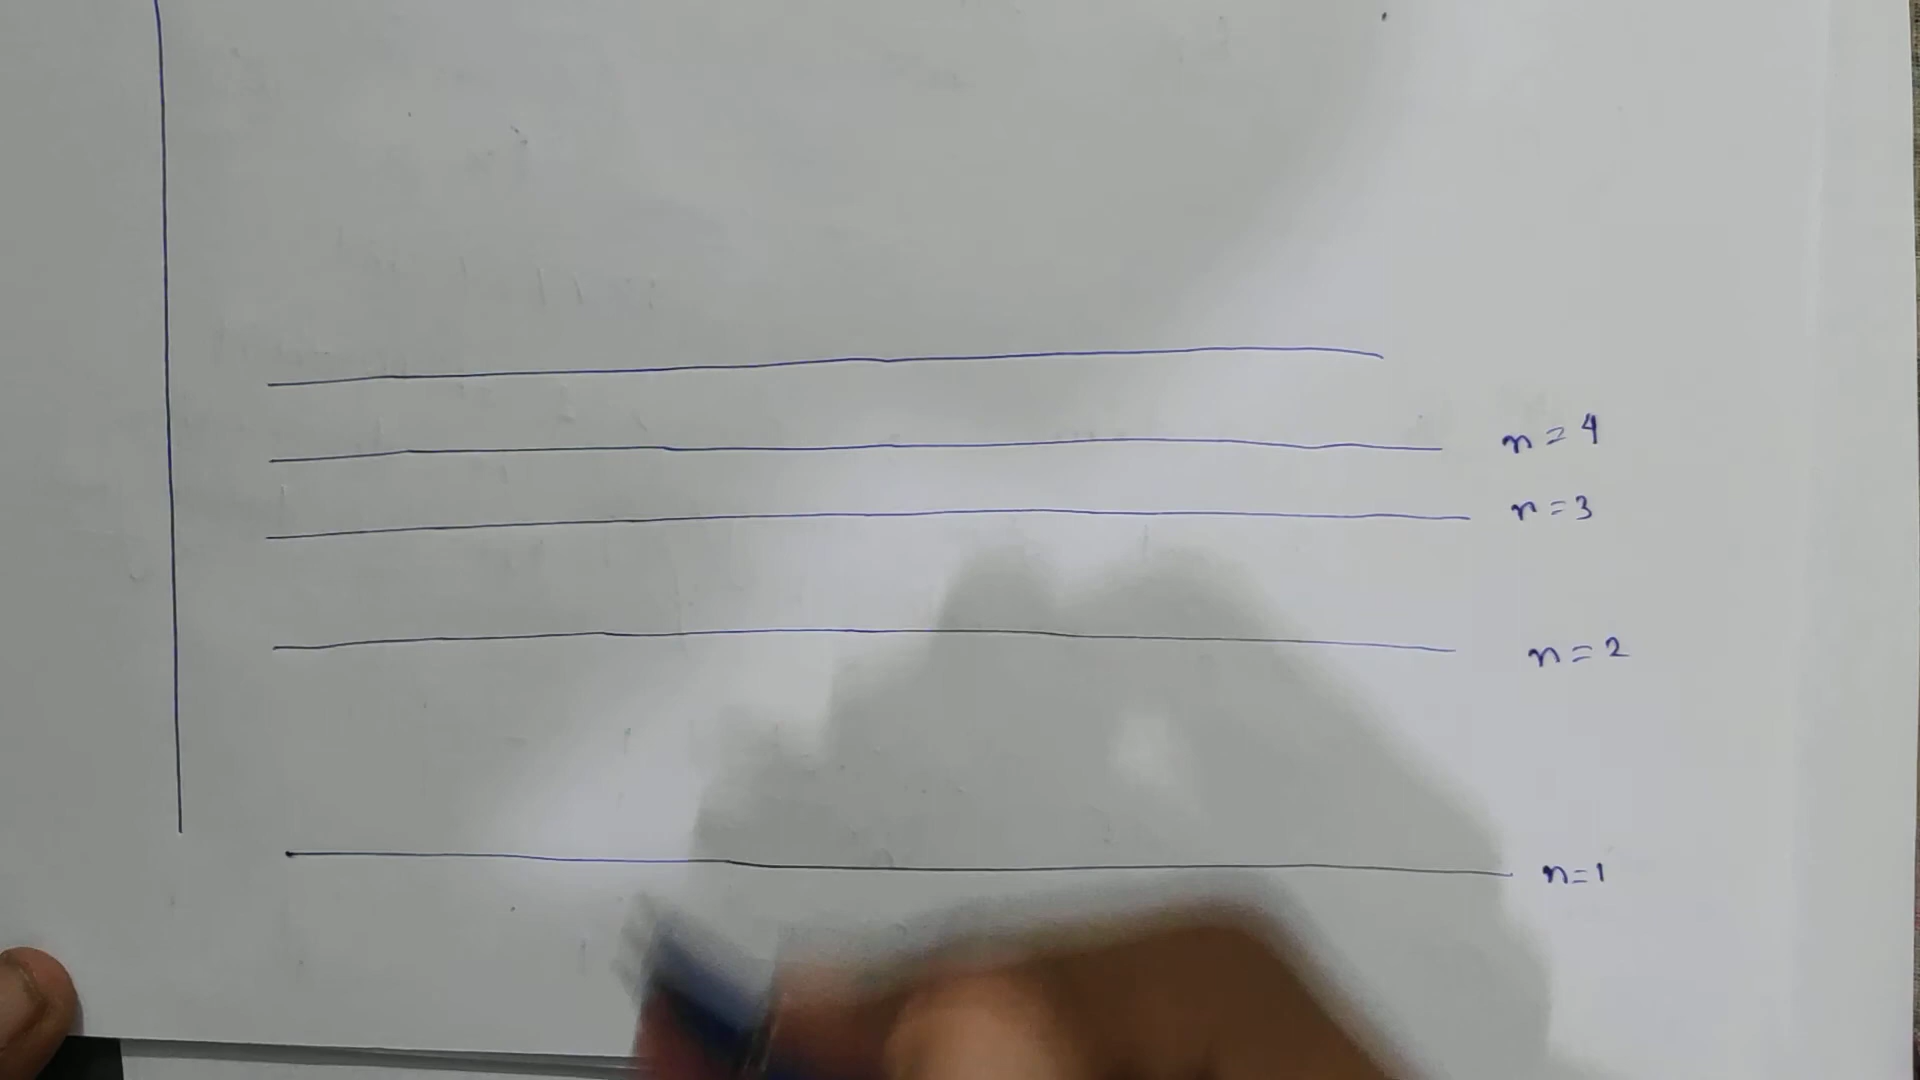 n = 4
n = 3
n = 2
n = 1